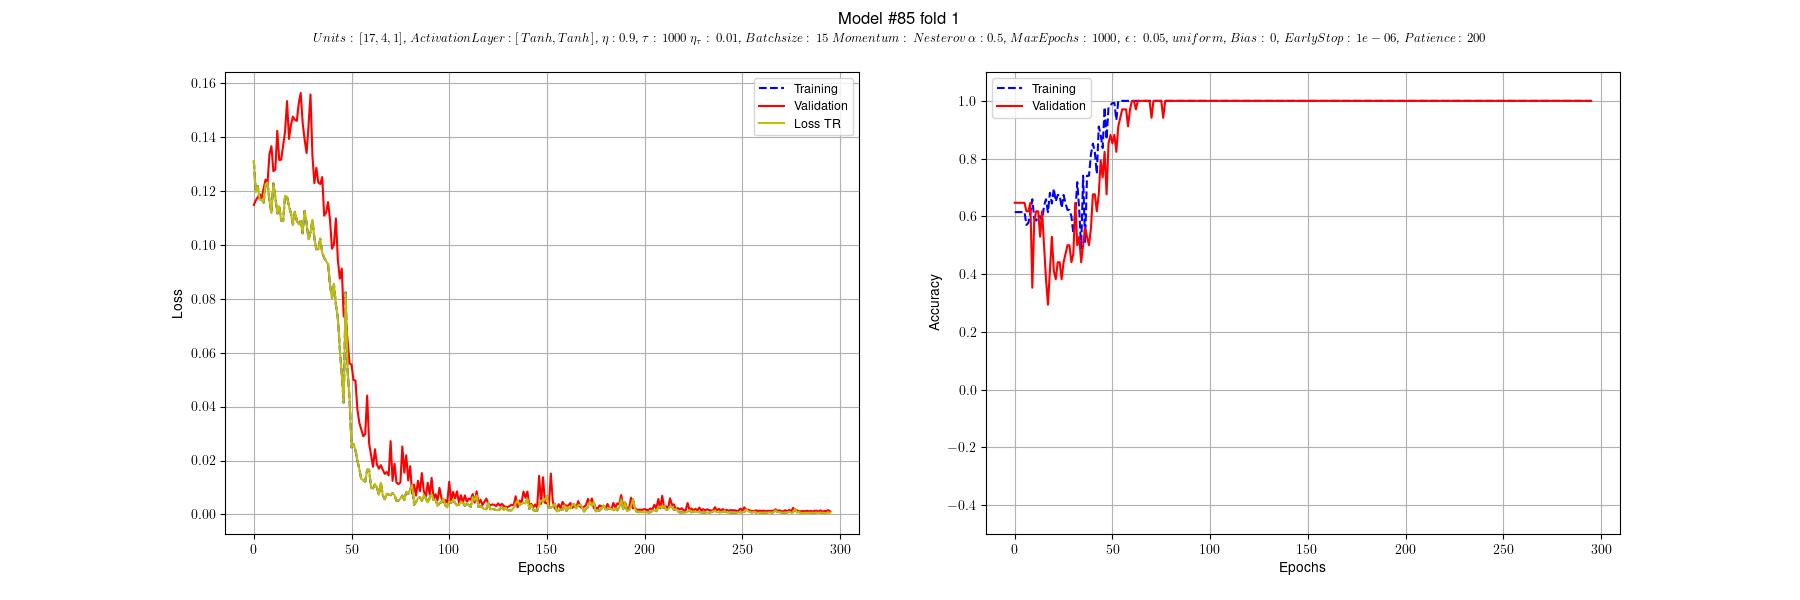 Model #85 fold 1
Units : [17, 4, 1], ActivationLayer : [Tanh, Tanh], η : 0.9, τ : 1000 ητ : 0.01, Batchsize : 15 Momentum : Nesterov α : 0.5, MaxEpochs : 1000, ϵ : 0.05, uniform, Bias : 0, EarlyStop : 1e − 06, Patience : 200
0.16
0.14
0.12
0.10
0.08
0.06
0.04
0.02
0.00
Loss
0 50 100 150 200 250 300
Epochs
Training
Validation
Loss TR
1.0
0.8
0.6
0.4
0.2
0.0
−0.2
−0.4
Accuracy
0 50 100 150 200 250 300
Epochs
Training
Validation